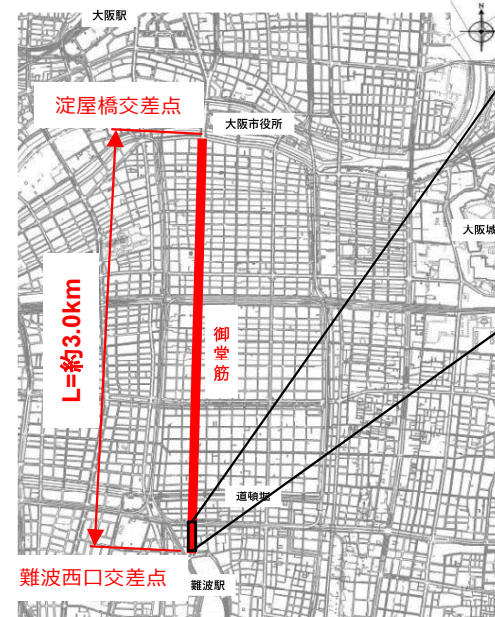 大阪駅
N
淀屋橋交差点
大阪市役所
大阪城
L=約3.0km
御堂筋
道頓堀
難波西口交差点
難波駅